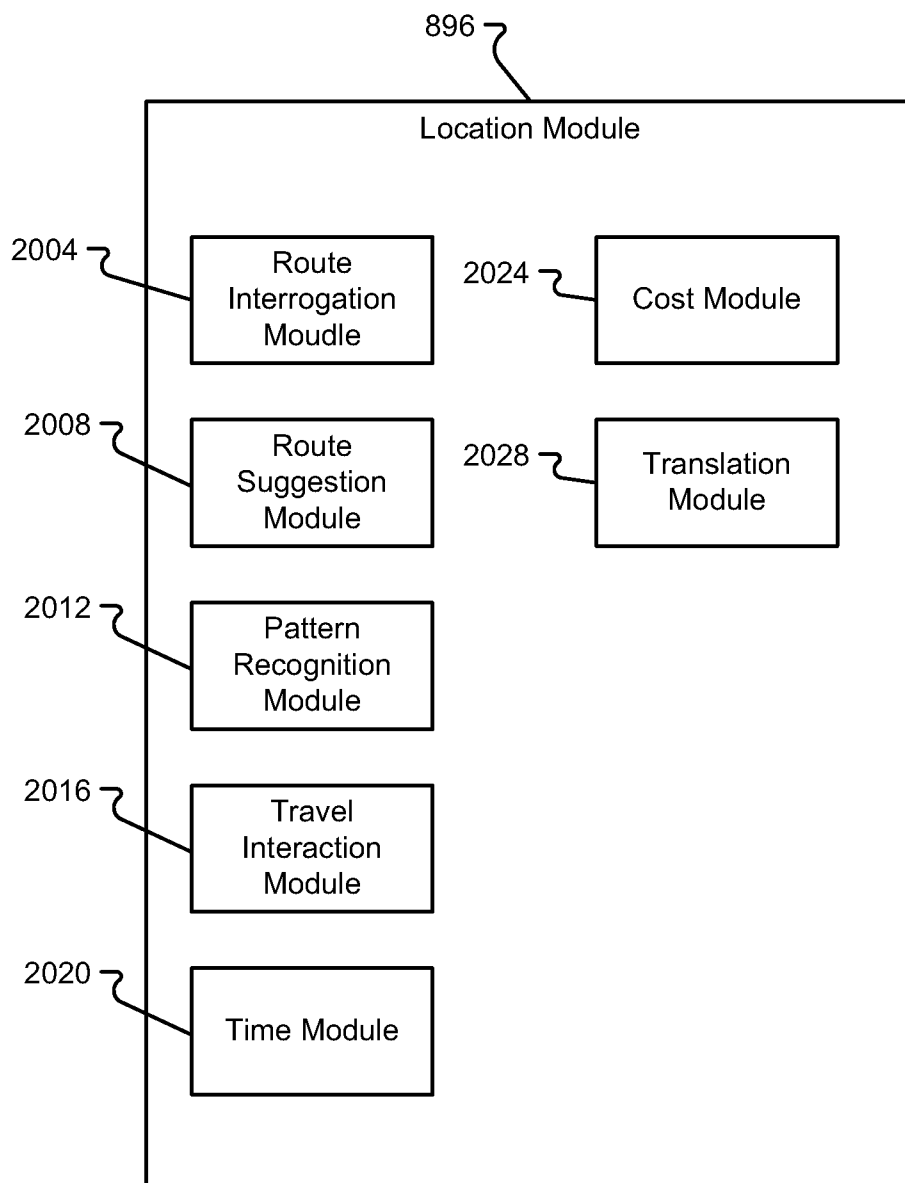 896
Location Module
2004
Route
Interrogation
Moudle
2024
Cost Module
2008
Route
Suggestion
Module
2028
Translation
Module
2012
Pattern
Recognition
Module
2016
Travel
Interaction
Module
2020
Time Module